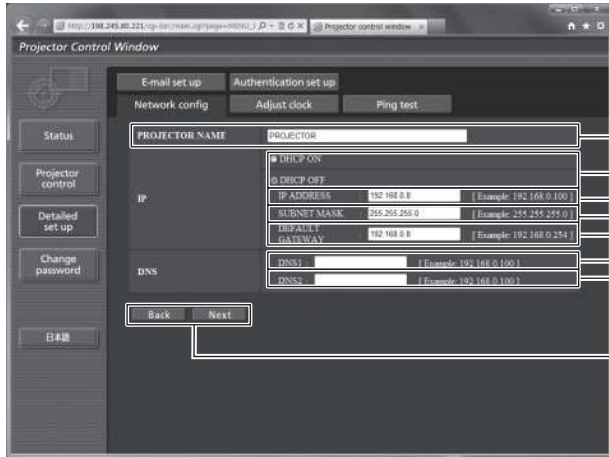 Projector control window
Projector Control Window
E-mail set up
Authentication set up
Network config
Adjust clock
Ping test
Status
Projector control
Detailed set up
Change password
日本語
PROJECTOR NAME
PROJECTOR
IP
DHCP ON
DHCP OFF
IP ADDRESS : 192.168.0.8 [ Example: 192.168.0.100 ]
SUBNET MASK : 255.255.255.0 [ Example: 255.255.255.0 ]
DEFAULT GATEWAY : 192.168.0.8 [ Example: 192.168.0.254 ]
DNS
DNS1 : [ Example: 192.168.0.100 ]
DNS2 : [ Example: 192.168.0.100 ]
Back
Next